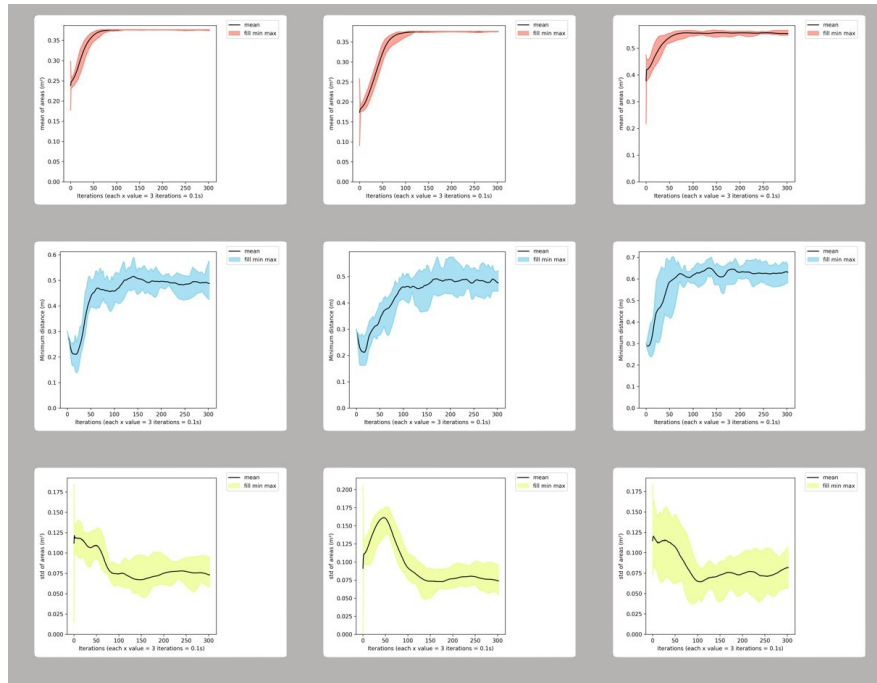 mean
fill min max
mean of areas (m²)
0.35
0.30
0.25
0.20
0.15
0.10
0.05
0.00
0 50 100 150 200 250 300
Iterations (each x value = 3 iterations = 0.1s)
mean
fill min max
mean of areas (m²)
0.35
0.30
0.25
0.20
0.15
0.10
0.05
0.00
0 50 100 150 200 250 300
Iterations (each x value = 3 iterations = 0.1s)
mean
fill min max
mean of areas (m²)
0.5
0.4
0.3
0.2
0.1
0.0
0 50 100 150 200 250 300
Iterations (each x value = 3 iterations = 0.1s)
mean
fill min max
Minimum distance (m)
0.6
0.5
0.4
0.3
0.2
0.1
0.0
0 50 100 150 200 250 300
Iterations (each x value = 3 iterations = 0.1s)
mean
fill min max
Minimum distance (m)
0.5
0.4
0.3
0.2
0.1
0.0
0 50 100 150 200 250 300
Iterations (each x value = 3 iterations = 0.1s)
mean
fill min max
Minimum distance (m)
0.7
0.6
0.5
0.4
0.3
0.2
0.1
0.0
0 50 100 150 200 250 300
Iterations (each x value = 3 iterations = 0.1s)
mean
fill min max
std of areas (m²)
0.175
0.150
0.125
0.100
0.075
0.050
0.025
0.000
0 50 100 150 200 250 300
Iterations (each x value = 3 iterations = 0.1s)
mean
fill min max
std of areas (m²)
0.200
0.175
0.150
0.125
0.100
0.075
0.050
0.025
0.000
0 50 100 150 200 250 300
Iterations (each x value = 3 iterations = 0.1s)
mean
fill min max
std of areas (m²)
0.175
0.150
0.125
0.100
0.075
0.050
0.025
0.000
0 50 100 150 200 250 300
Iterations (each x value = 3 iterations = 0.1s)